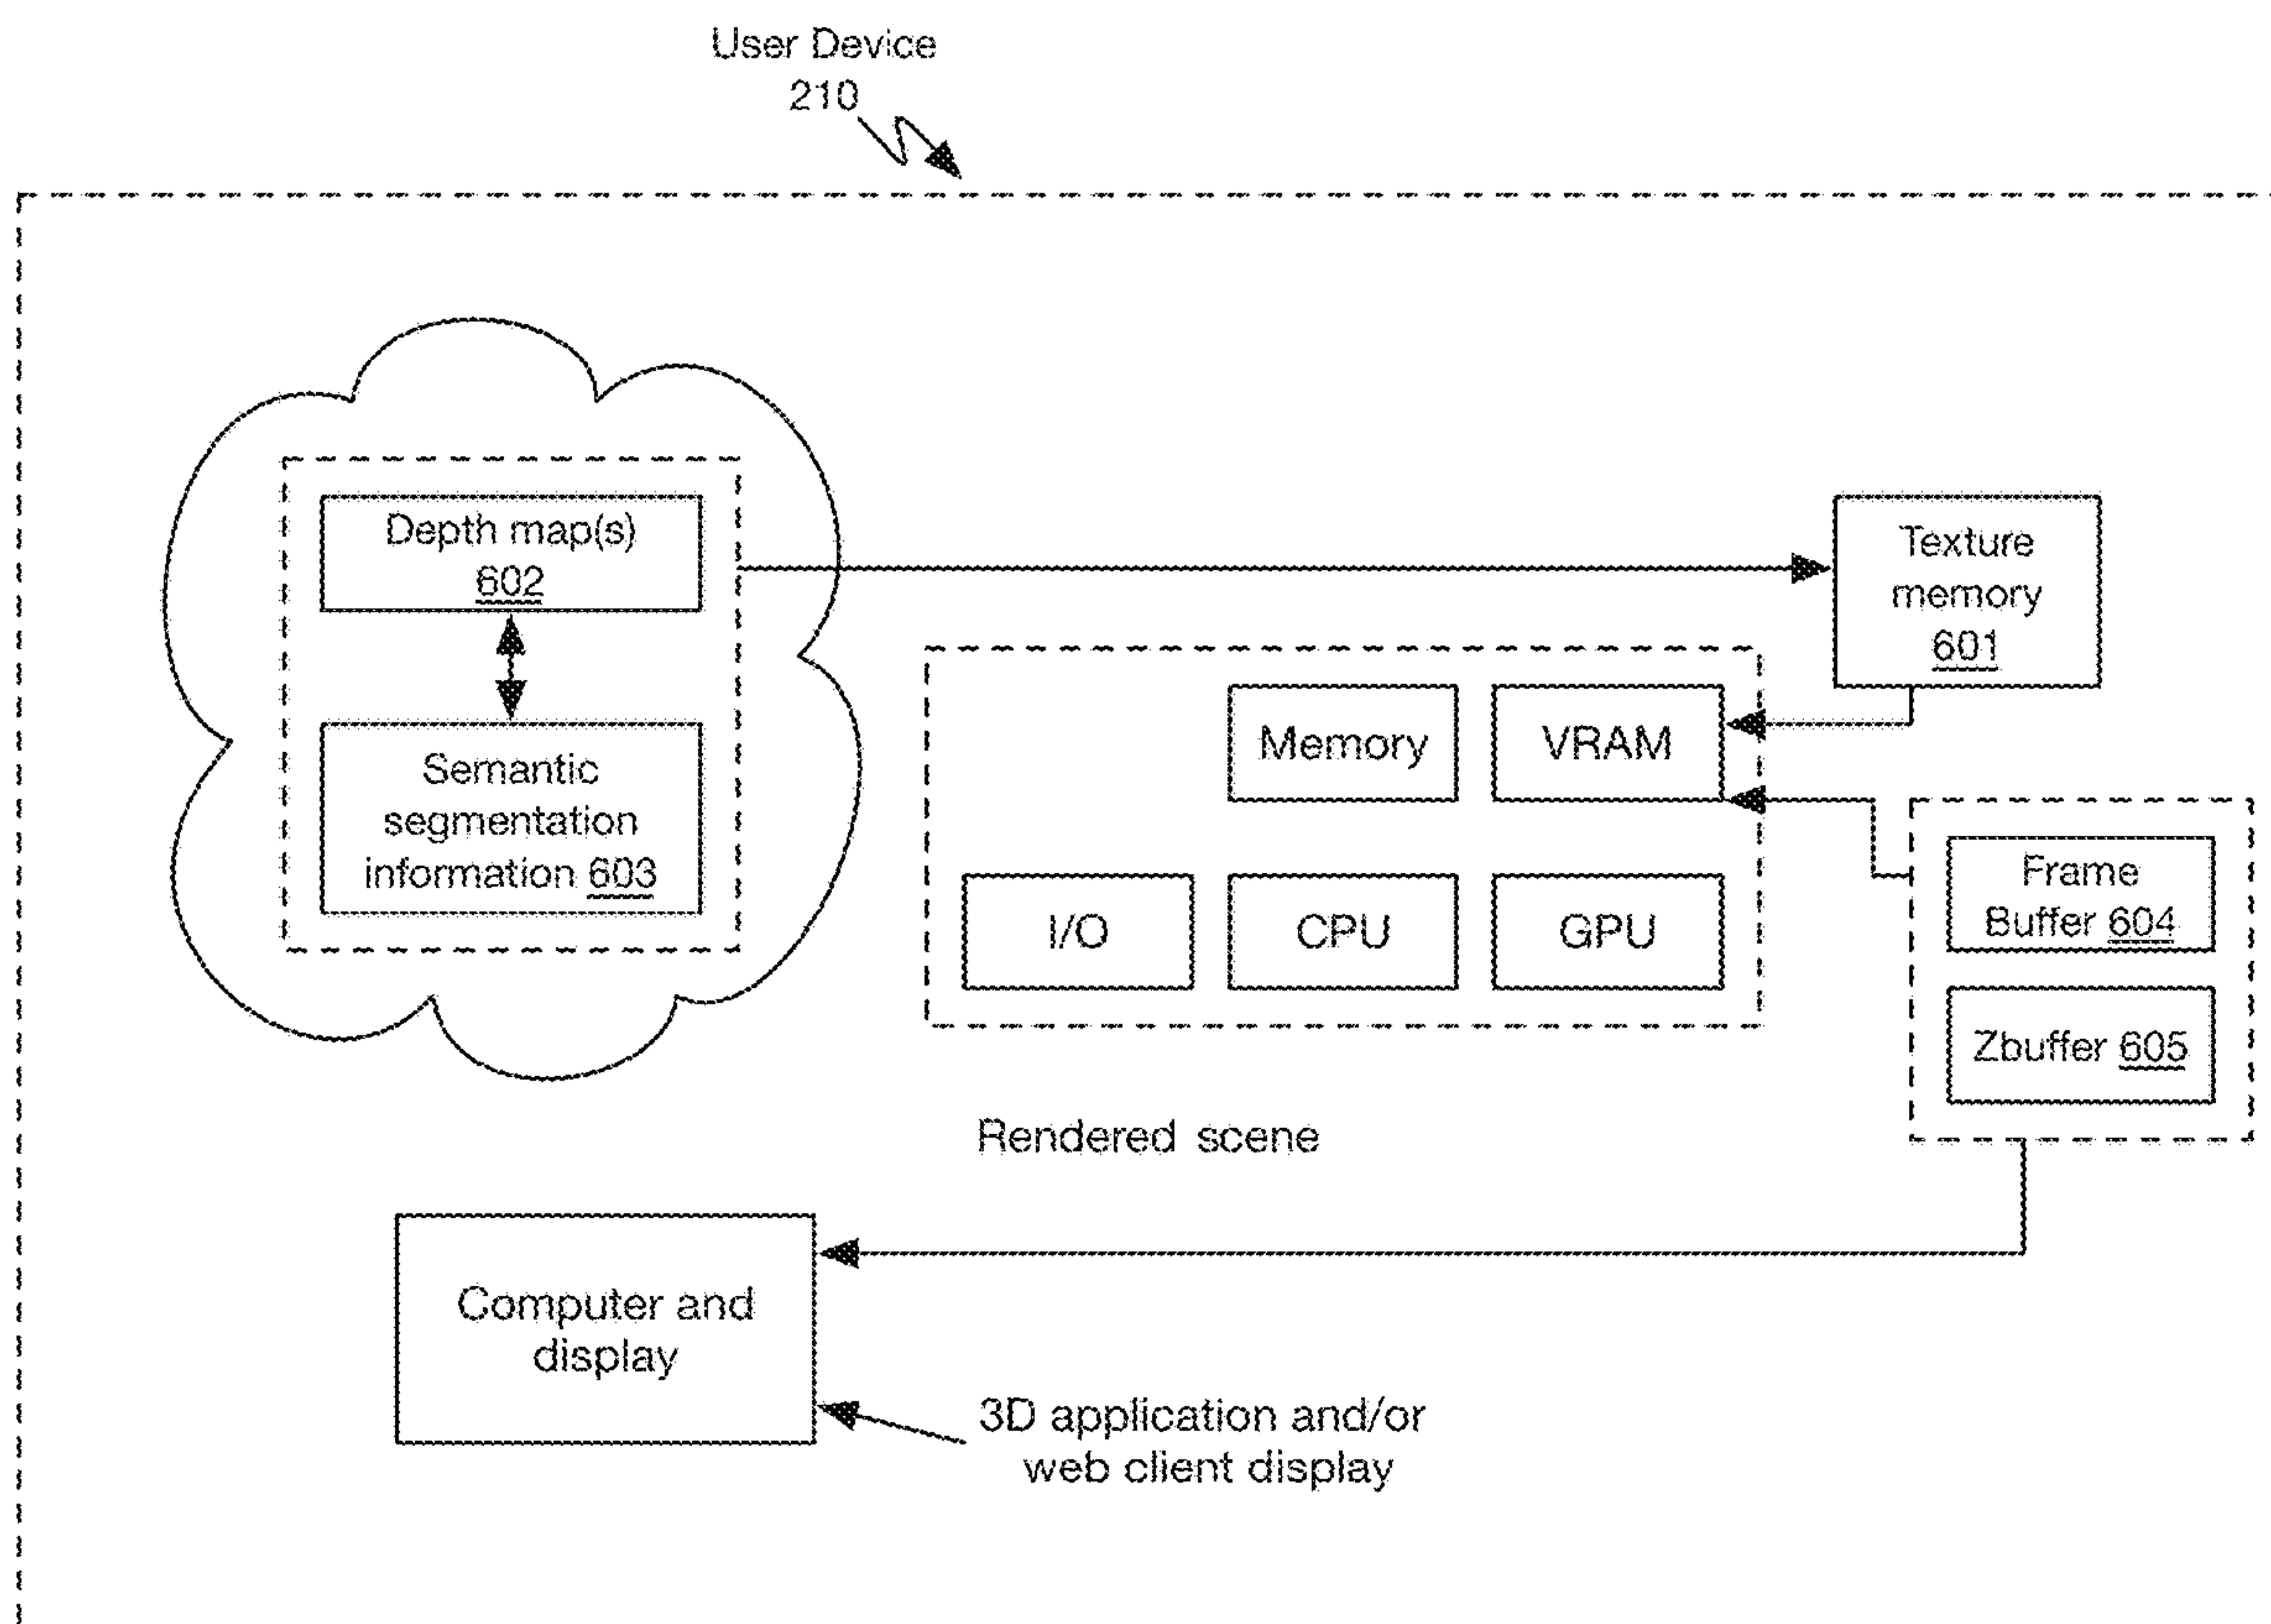 User Device
210
Depth map(s)
602
Semantic
segmentation
information 603
Texture
memory
601
Memory
VRAM
I/O
CPU
GPU
Frame
Buffer 604
Zbuffer 605
Rendered scene
Computer and
display
3D application and/or
web client display